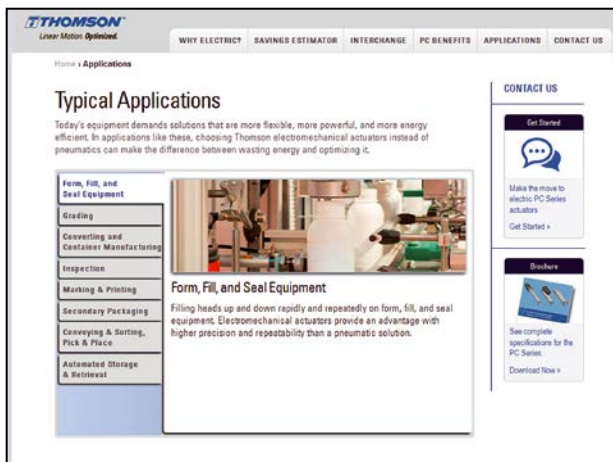 THOMSON
Linear Motion. Optimized.
WHY ELECTRIC? SAVINGS ESTIMATOR INTERCHANGE PC BENEFITS APPLICATIONS CONTACT US
Home › Applications
Typical Applications
Today's equipment demands solutions that are more flexible, more powerful, and more energy
efficient. In applications like these, choosing Thomson electromechanical actuators instead of
pneumatics can make the difference between wasting energy and optimizing it.
Form, Fill, and
Seal Equipment
Grading
Converting and
Container Manufacturing
Inspection
Marking & Printing
Secondary Packaging
Conveying & Sorting,
Pick & Place
Automated Storage
& Retrieval
Form, Fill, and Seal Equipment
Filling heads up and down rapidly and repeatedly on form, fill, and seal
equipment. Electromechanical actuators provide an advantage with
higher precision and repeatability than a pneumatic solution.
CONTACT US
Get Started
Make the move to
electric PC Series
actuators
Get Started ›
Brochure
See complete
specifications for the
PC Series.
Download Now ›